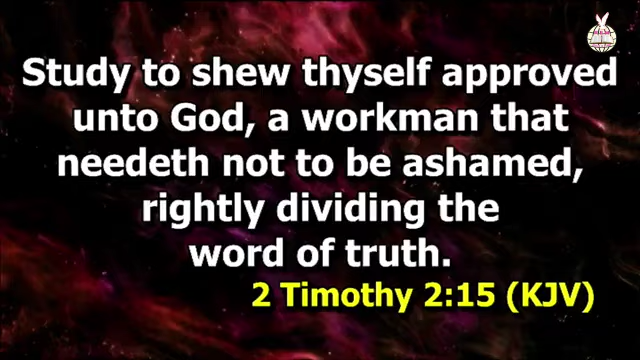 Study to shew thyself approved
unto God, a workman that
needeth not to be ashamed,
rightly dividing the
word of truth.
2 Timothy 2:15 (KJV)